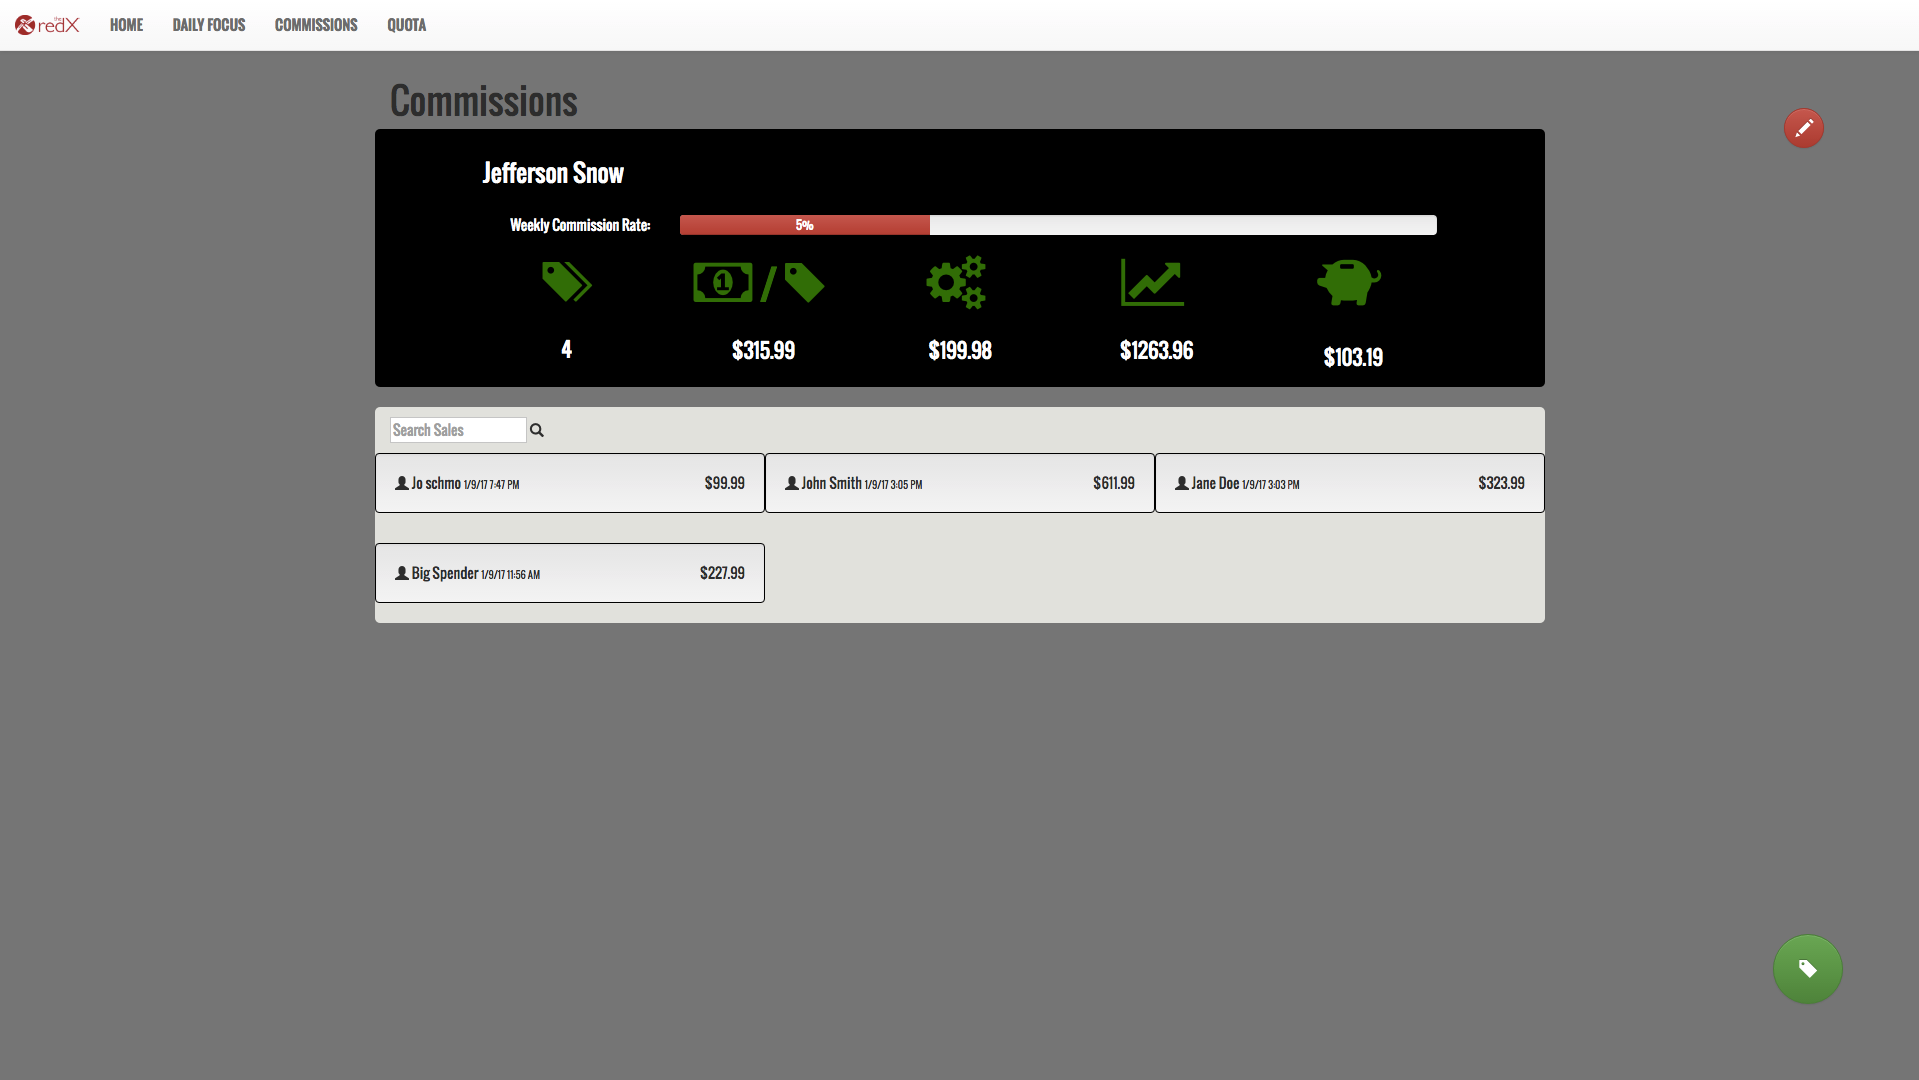 the
redX HOME DAILY FOCUS COMMISSIONS QUOTA
Commissions
Jefferson Snow
Weekly Commission Rate: 5%
1
4 $315.99 $199.98 $1263.96 $103.19
Search Sales
Jo schmo 1/9/17 7:47 PM $99.99 John Smith 1/9/17 3:05 PM $611.99 Jane Doe 1/9/17 3:03 PM $323.99
Big Spender 1/9/17 11:56 AM $227.99